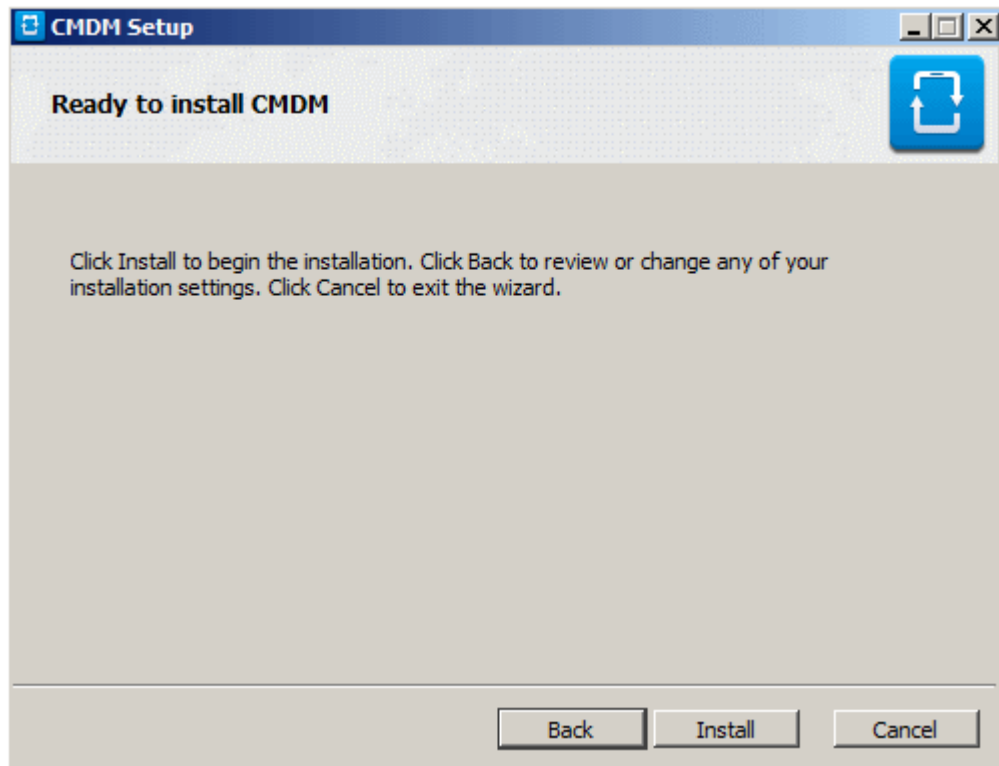 CMDM Setup
Ready to install CMDM
Click Install to begin the installation. Click Back to review or change any of your
installation settings. Click Cancel to exit the wizard.
Back Install Cancel